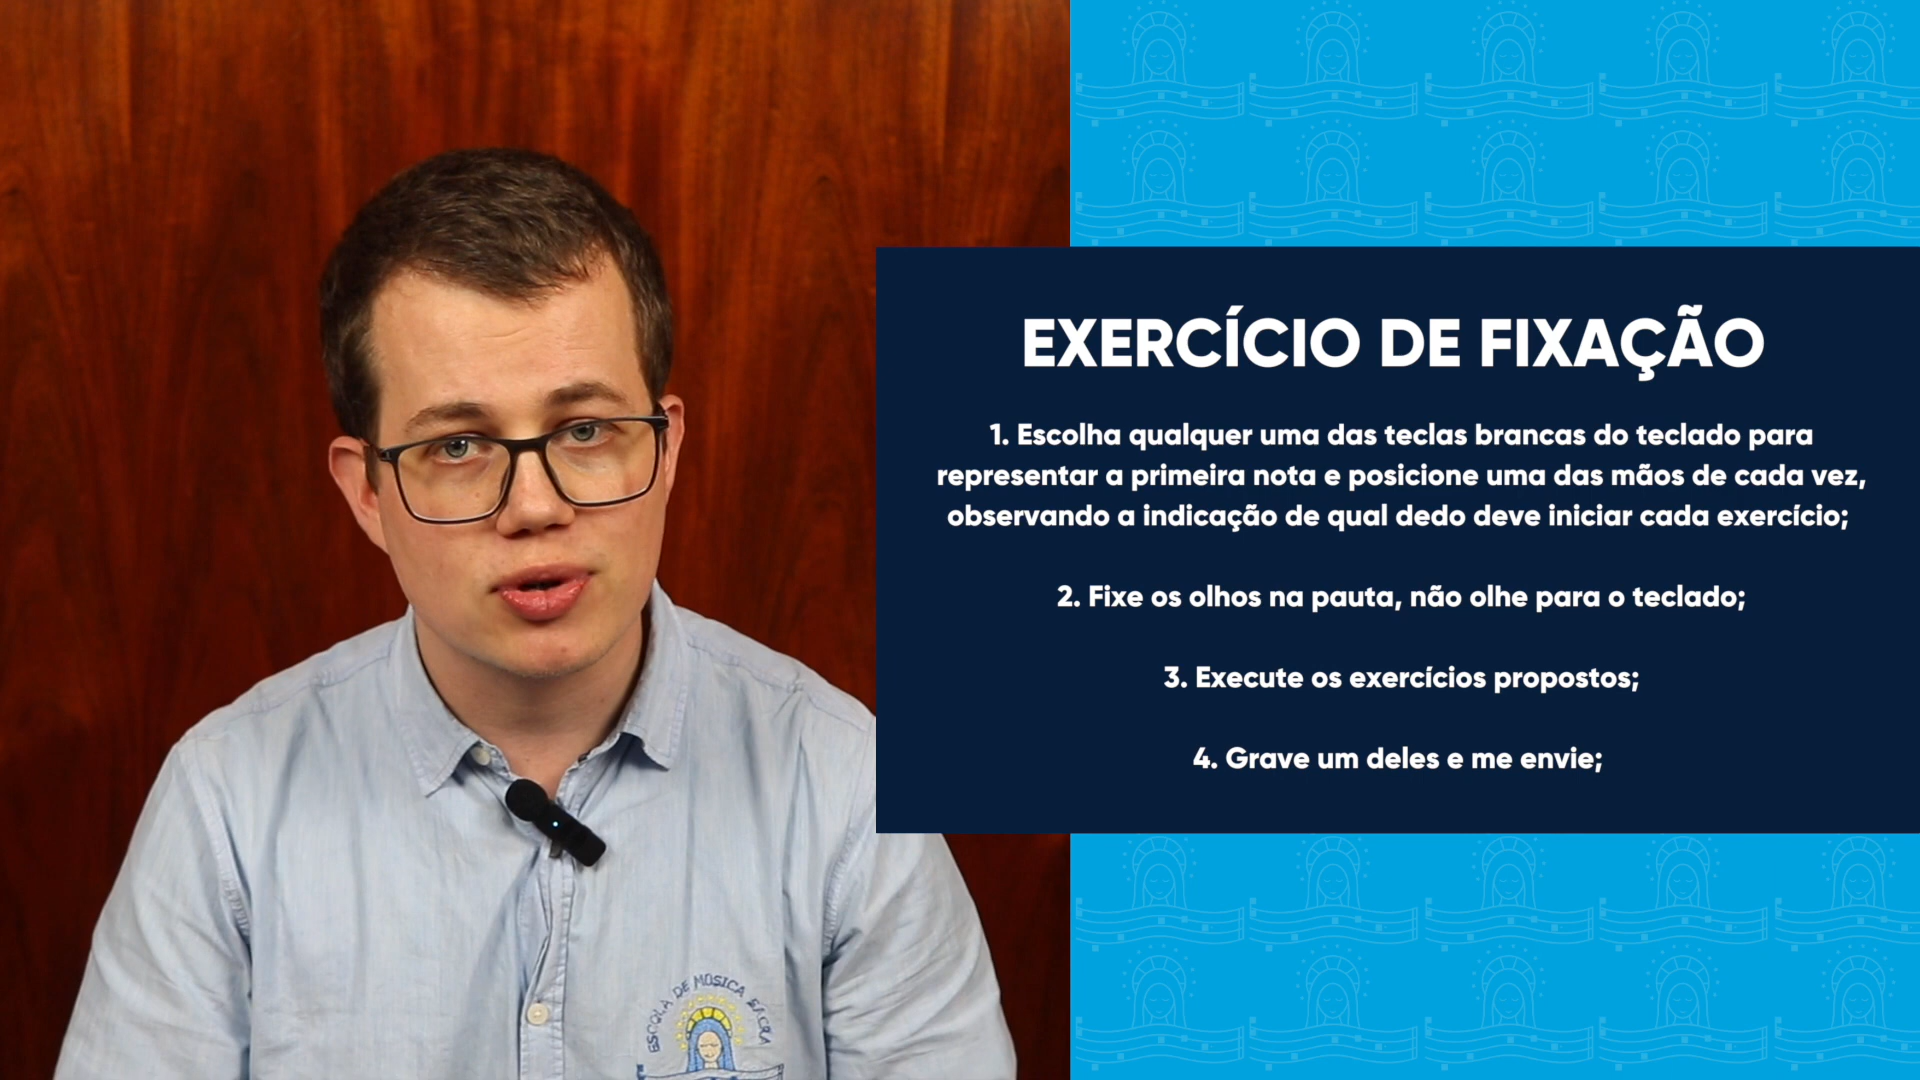 EXERCÍCIO DE FIXAÇÃO
1. Escolha qualquer uma das teclas brancas do teclado para
representar a primeira nota e posicione uma das mãos de cada vez,
observando a indicação de qual dedo deve iniciar cada exercício;
2. Fixe os olhos na pauta, não olhe para o teclado;
3. Execute os exercícios propostos;
4. Grave um deles e me envie;
ESCOLA DE MÚSICA SACRA